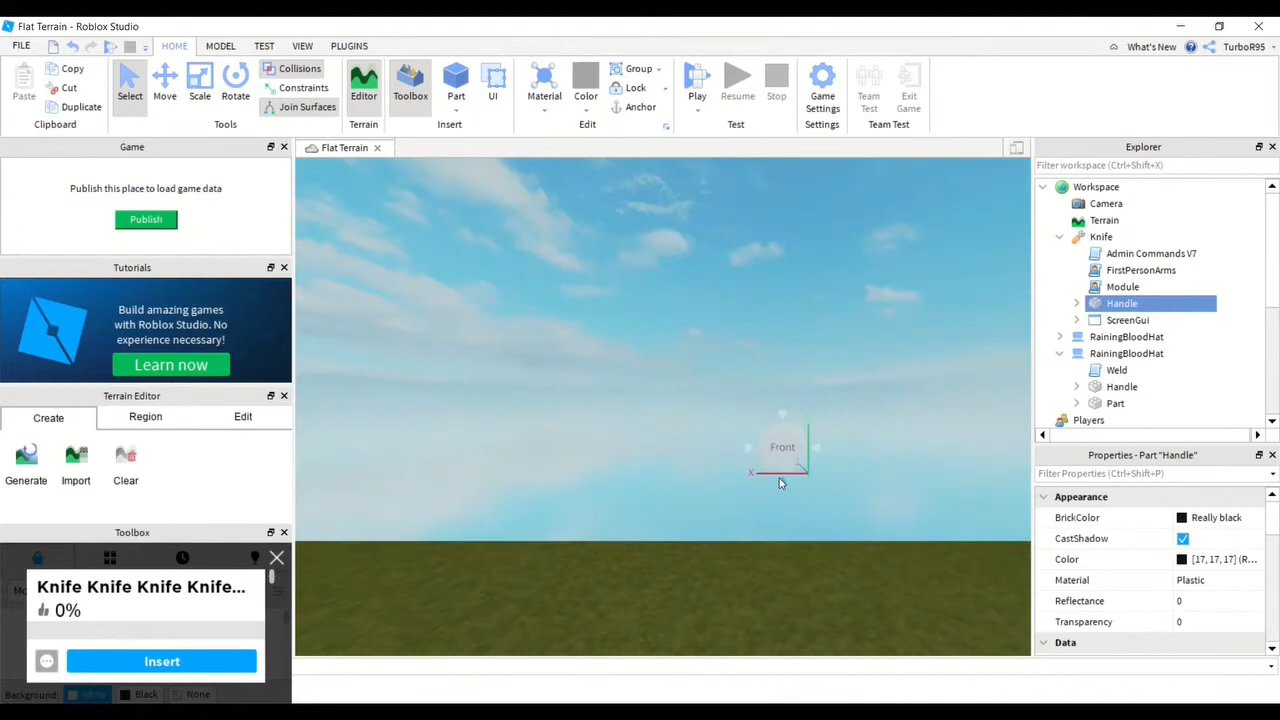 Flat Terrain - Roblox Studio
FILE HOME MODEL TEST VIEW PLUGINS What's New TurboR95
Paste Copy Cut Duplicate Clipboard
Select Move Scale Rotate Collisions Constraints Join Surfaces Tools
Editor Terrain
Toolbox Part UI Insert
Material Color Group Lock Anchor Edit
Play Resume Stop Test
Game Settings Settings
Team Test Exit Game Team Test
Game
Publish this place to load game data
Publish
Tutorials
Build amazing games
with Roblox Studio. No
experience necessary!
Learn now
Terrain Editor
Create Region Edit
Generate Import Clear
Toolbox
Knife Knife Knife Knife...
0%
Insert
Background: White Black None
Flat Terrain
Front
X
Z
Explorer
Filter workspace (Ctrl+Shift+X)
Workspace
Camera
Terrain
Knife
Admin Commands V7
FirstPersonArms
Module
Handle
ScreenGui
RainingBloodHat
RainingBloodHat
Weld
Handle
Part
Players
Properties - Part "Handle"
Filter Properties (Ctrl+Shift+P)
Appearance
BrickColor Really black
CastShadow
Color [17, 17, 17] (R...
Material Plastic
Reflectance 0
Transparency 0
Data